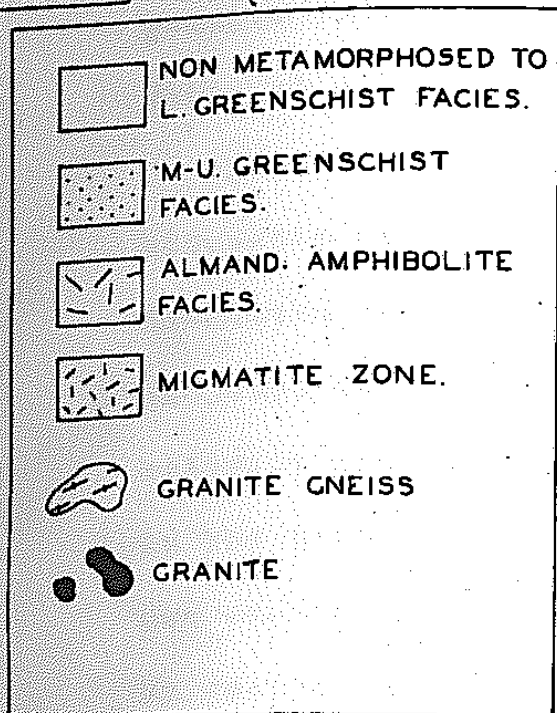 NON METAMORPHOSED TO
L. GREENSCHIST FACIES.
M-U. GREENSCHIST
FACIES.
ALMAND. AMPHIBOLITE
FACIES.
MIGMATITE ZONE.
GRANITE GNEISS
GRANITE